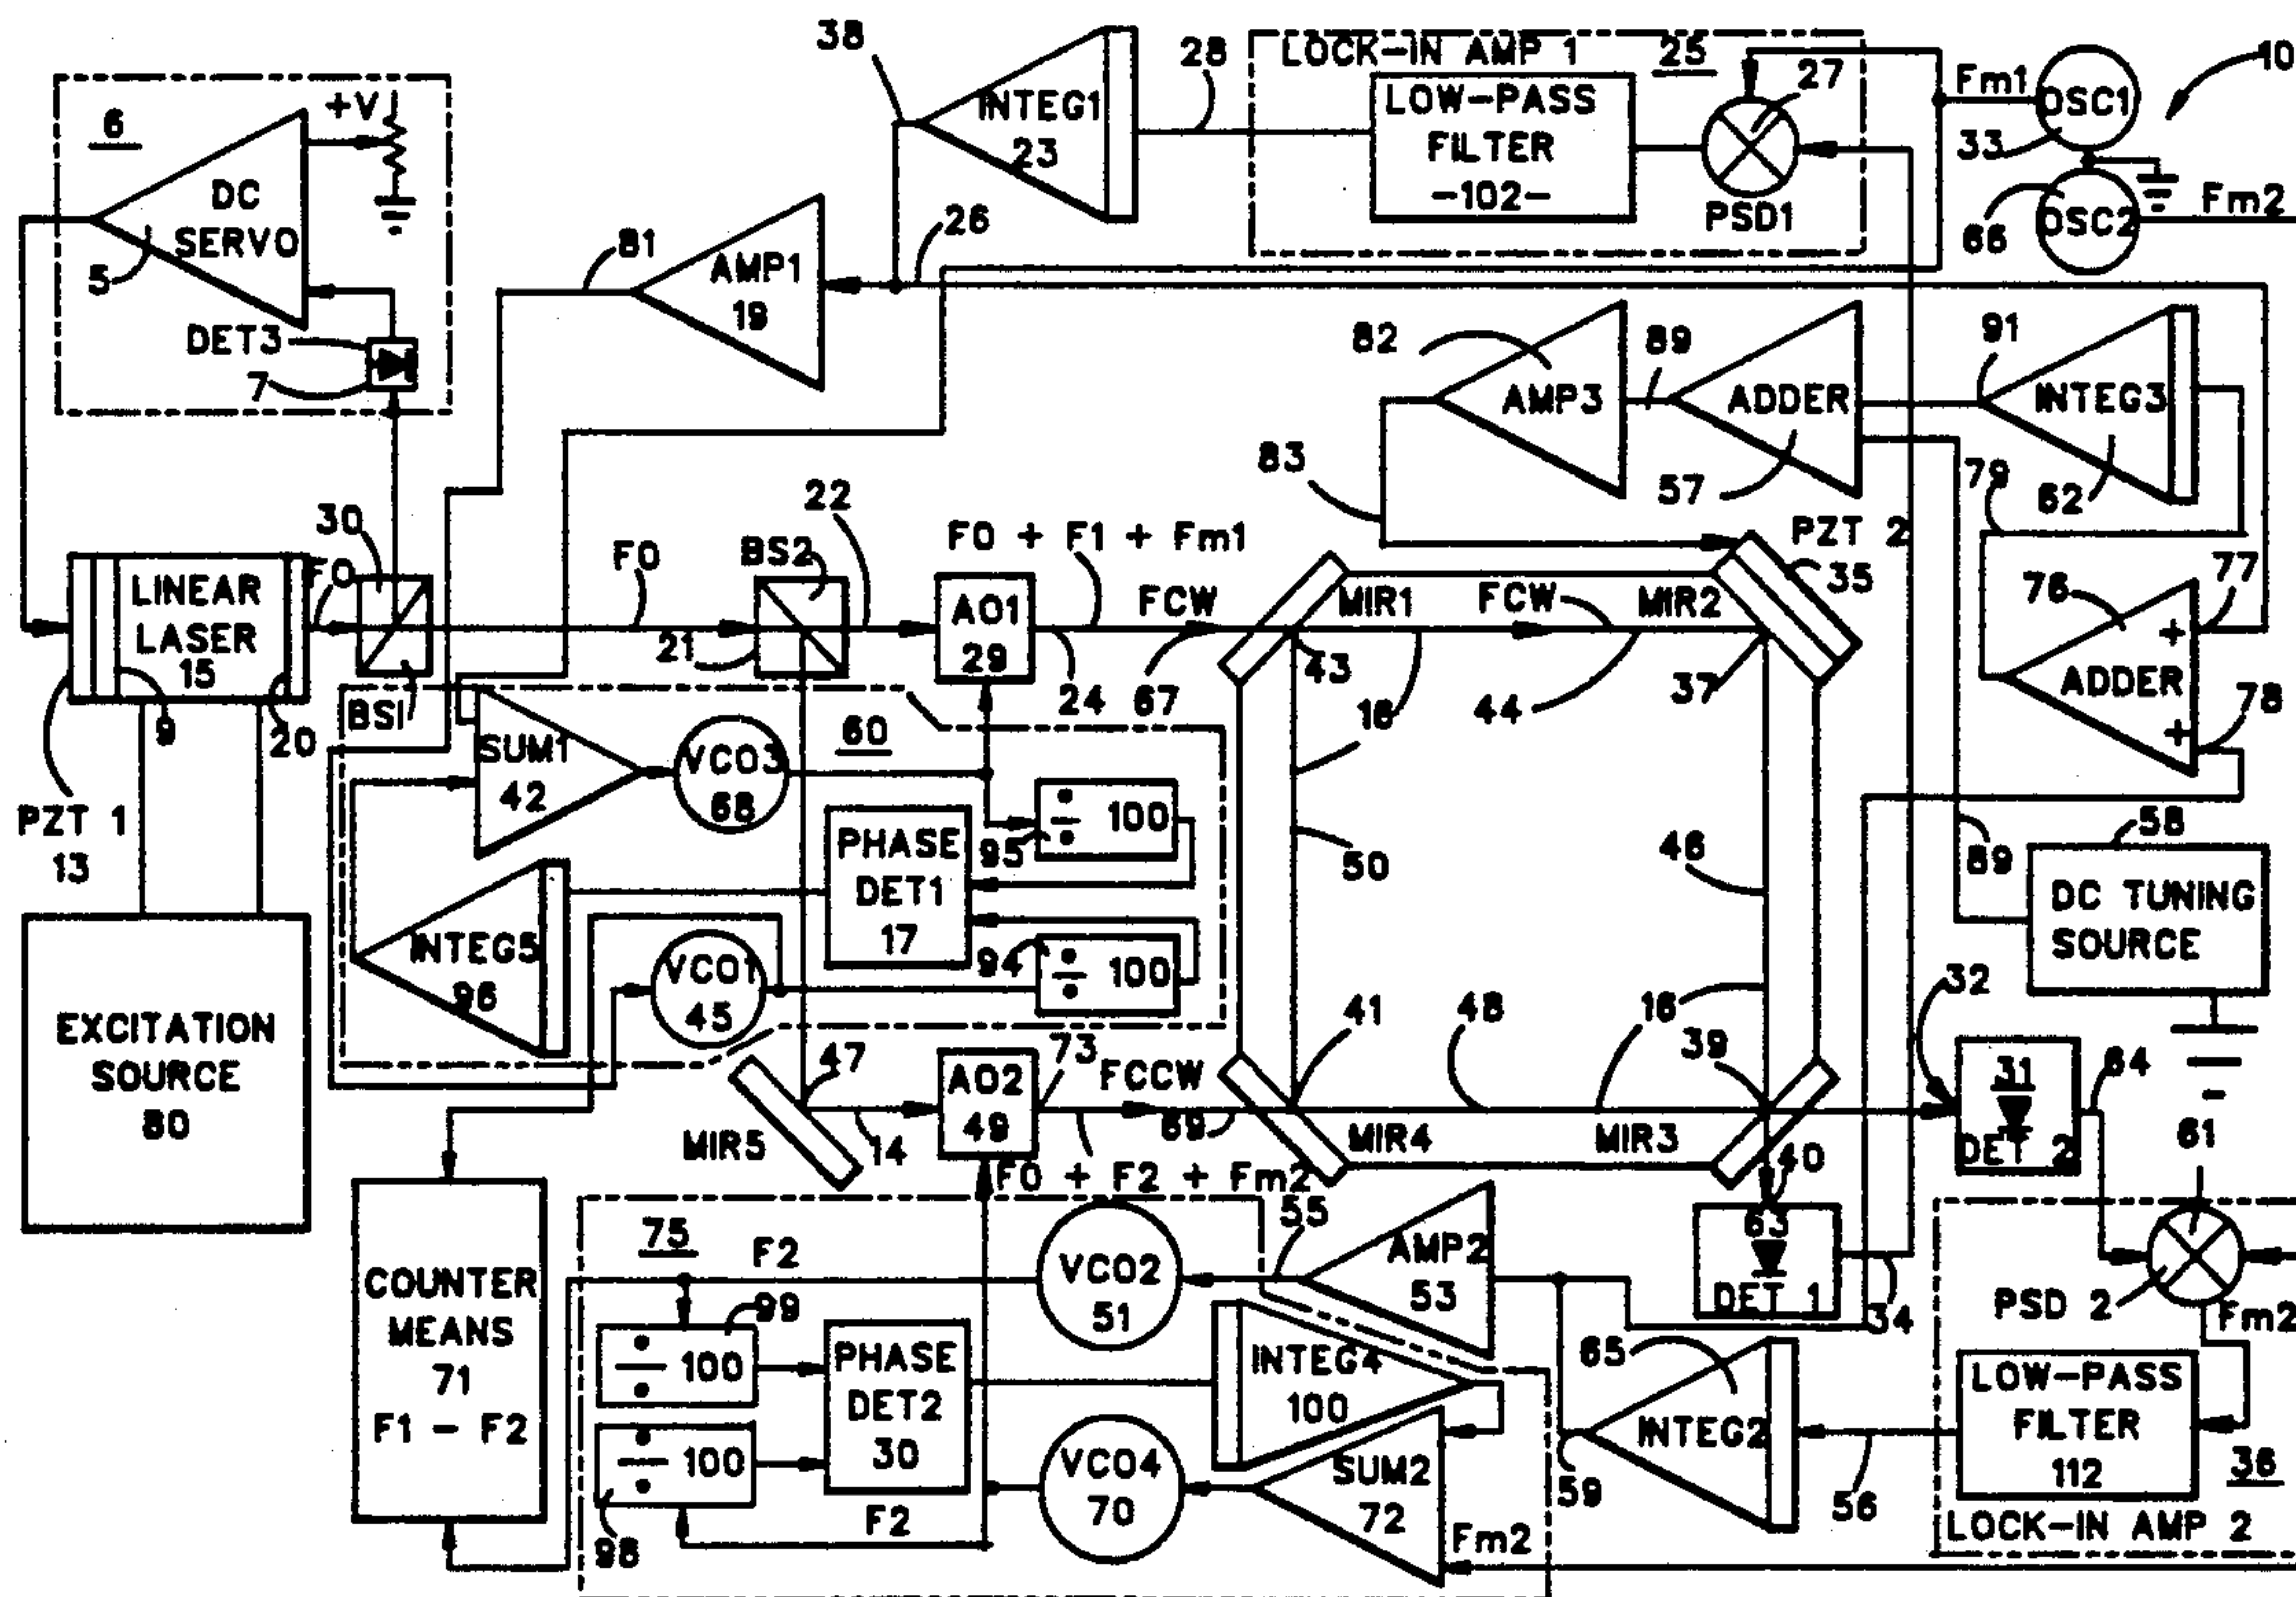 38
28
LOCK-IN AMP 1
25
27
Fm1
OSC1
33
10
6
+V
DC
SERVO
5
DET3
7
INTEG1
23
LOW-PASS
FILTER
-102-
PSD1
66
OSC2
Fm2
81
AMP1
19
26
82
AMP3
89
ADDER
57
91
INTEG3
62
79
83
30
F0
LINEAR
LASER
15
9
20
BS1
PZT 1
13
F0
21
BS2
22
AO1
29
F0 + F1 + Fm1
FCW
24
67
MIR1
FCW
MIR2
PZT 2
35
43
16
44
37
76
77
+
ADDER
78
+
SUM1
42
VCO3
68
60
÷ 100
95
PHASE
DET1
17
16
50
46
58
89
DC TUNING
SOURCE
INTEG5
96
VCO1
45
94
÷ 100
EXCITATION
SOURCE
80
47
MIR5
14
AO2
49
73
FCCW
69
F0 + F2 + Fm2
41
48
16
39
MIR4
MIR3
40
32
31
DET 2
64
61
COUNTER
MEANS
71
F1 - F2
75
F2
99
÷ 100
÷ 100
98
PHASE
DET2
30
F2
VCO2
51
55
AMP2
53
INTEG4
100
VCO4
70
SUM2
72
Fm2
63
DET 1
34
65
INTEG2
59
56
PSD 2
Fm2
LOW-PASS
FILTER
112
36
LOCK-IN AMP 2